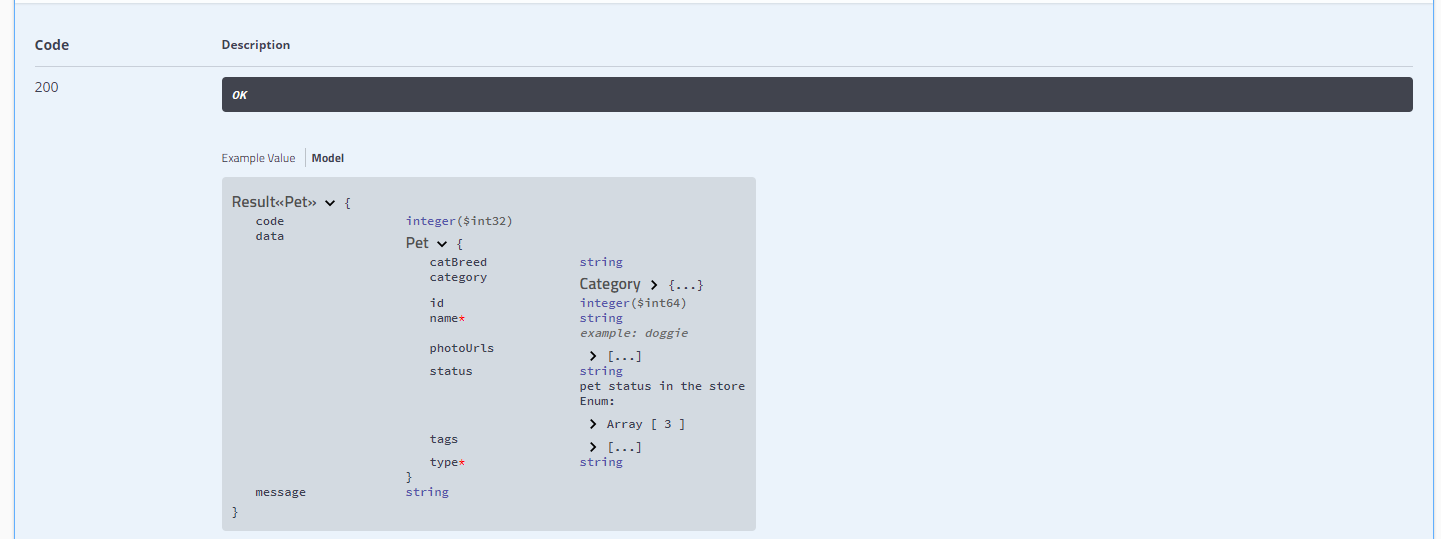 Code Description
200 OK
Example Value Model
Result«Pet» {
code integer($int32)
data
Pet {
catBreed string
category
Category {...}
id integer($int64)
name* string
example: doggie
photoUrls
[...]
status string
pet status in the store
Enum:
Array [ 3 ]
tags
[...]
type* string
}
message string
}